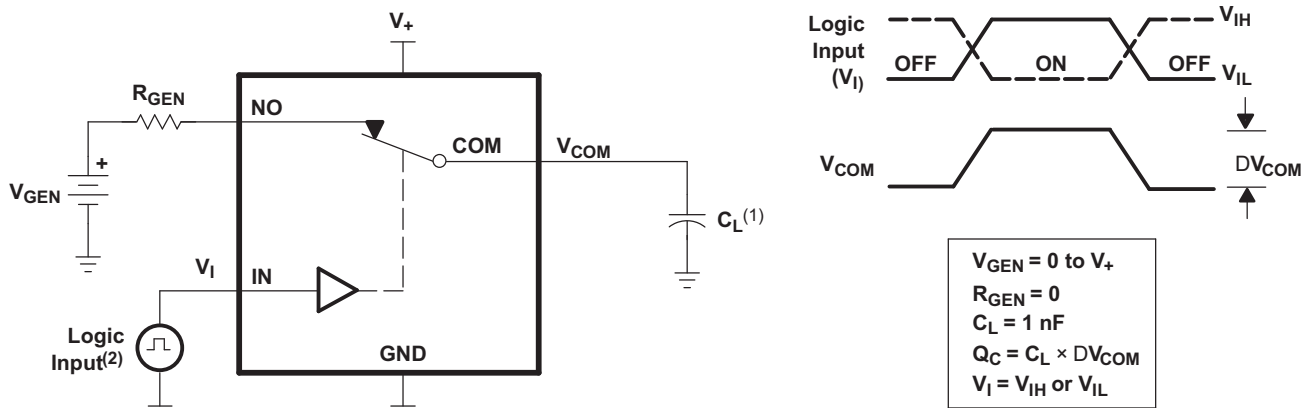 V+
RGEN
NO
COM
VCOM
+
VGEN
CL(1)
VI
IN
Logic
Input(2)
GND
Logic
Input
(VI)
OFF
ON
OFF
VIH
VIL
VCOM
DVCOM
VGEN = 0 to V+
RGEN = 0
CL = 1 nF
QC = CL × DVCOM
VI = VIH or VIL